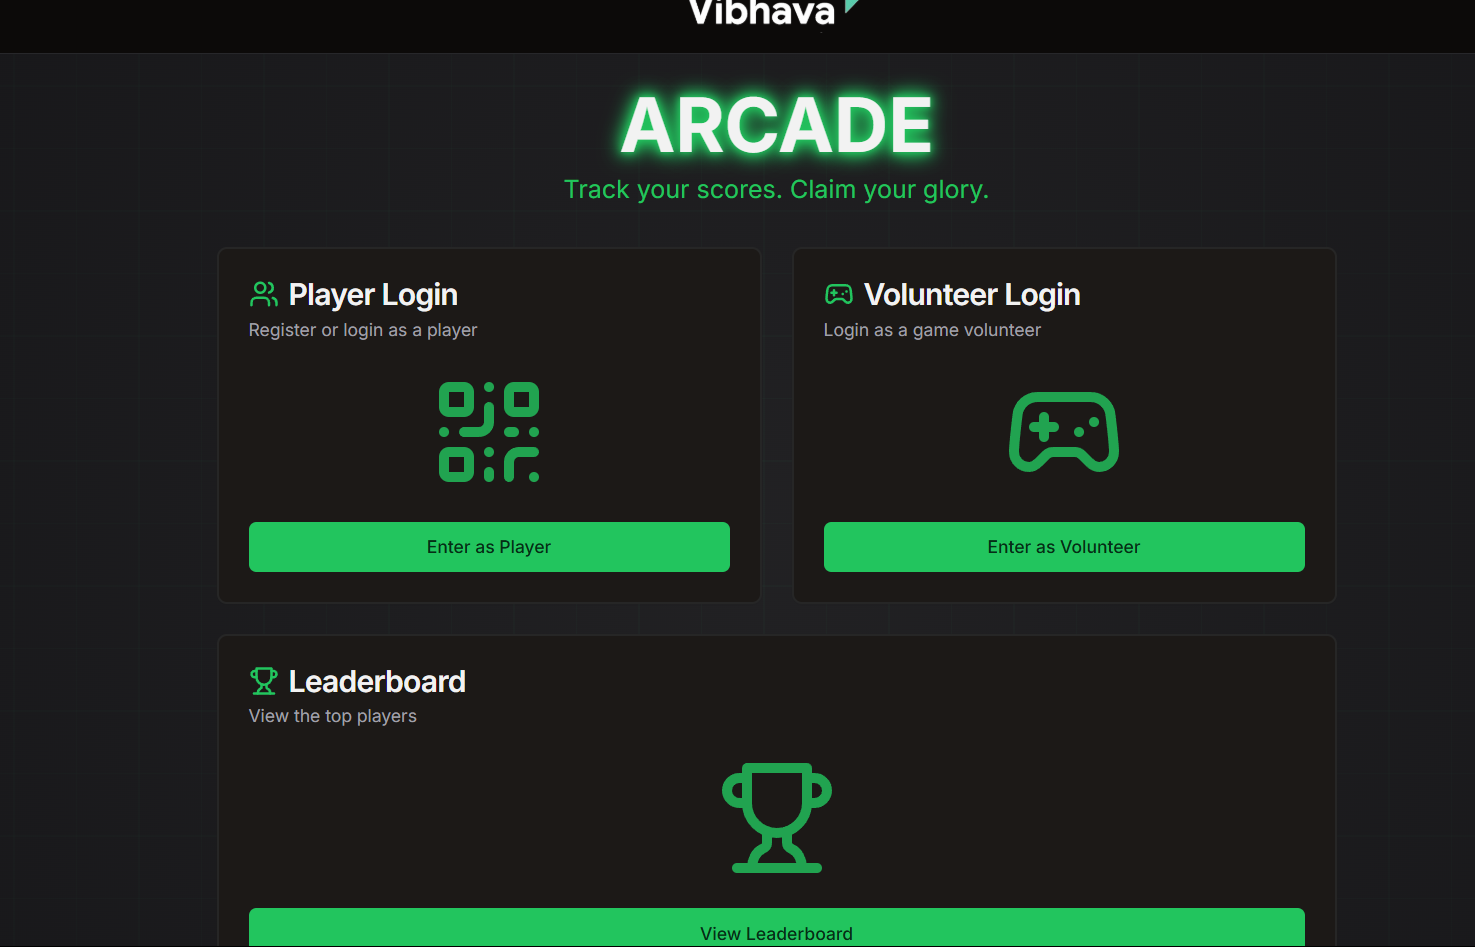 Vibhava
ARCADE
Track your scores. Claim your glory.
Player Login
Register or login as a player
Enter as Player
Volunteer Login
Login as a game volunteer
Enter as Volunteer
Leaderboard
View the top players
View Leaderboard